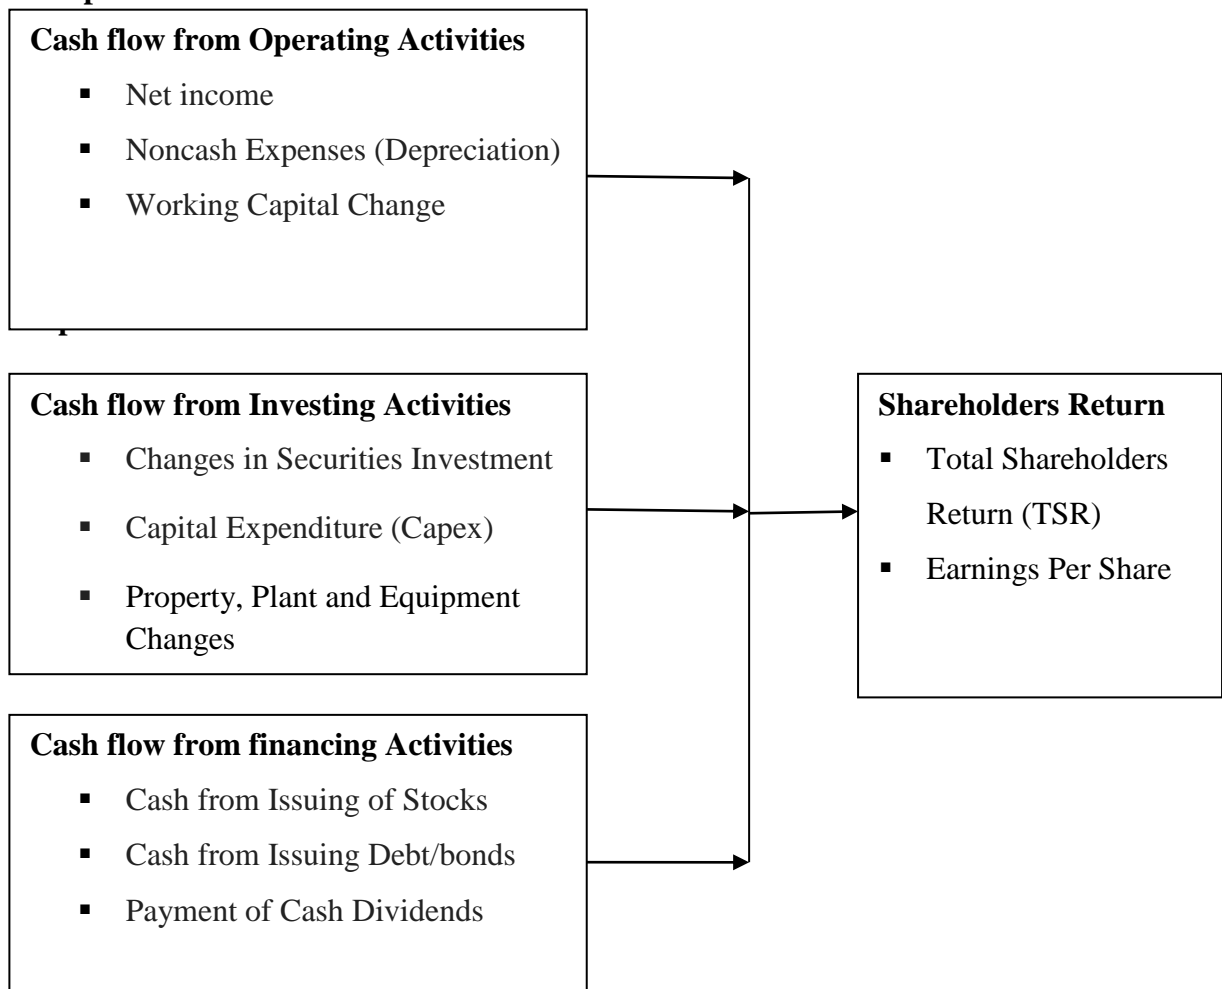 Cash flow from Operating Activities
▪ Net income
▪ Noncash Expenses (Depreciation)
▪ Working Capital Change
Cash flow from Investing Activities
▪ Changes in Securities Investment
▪ Capital Expenditure (Capex)
▪ Property, Plant and Equipment
Changes
Shareholders Return
▪ Total Shareholders
Return (TSR)
▪ Earnings Per Share
Cash flow from financing Activities
▪ Cash from Issuing of Stocks
▪ Cash from Issuing Debt/bonds
▪ Payment of Cash Dividends